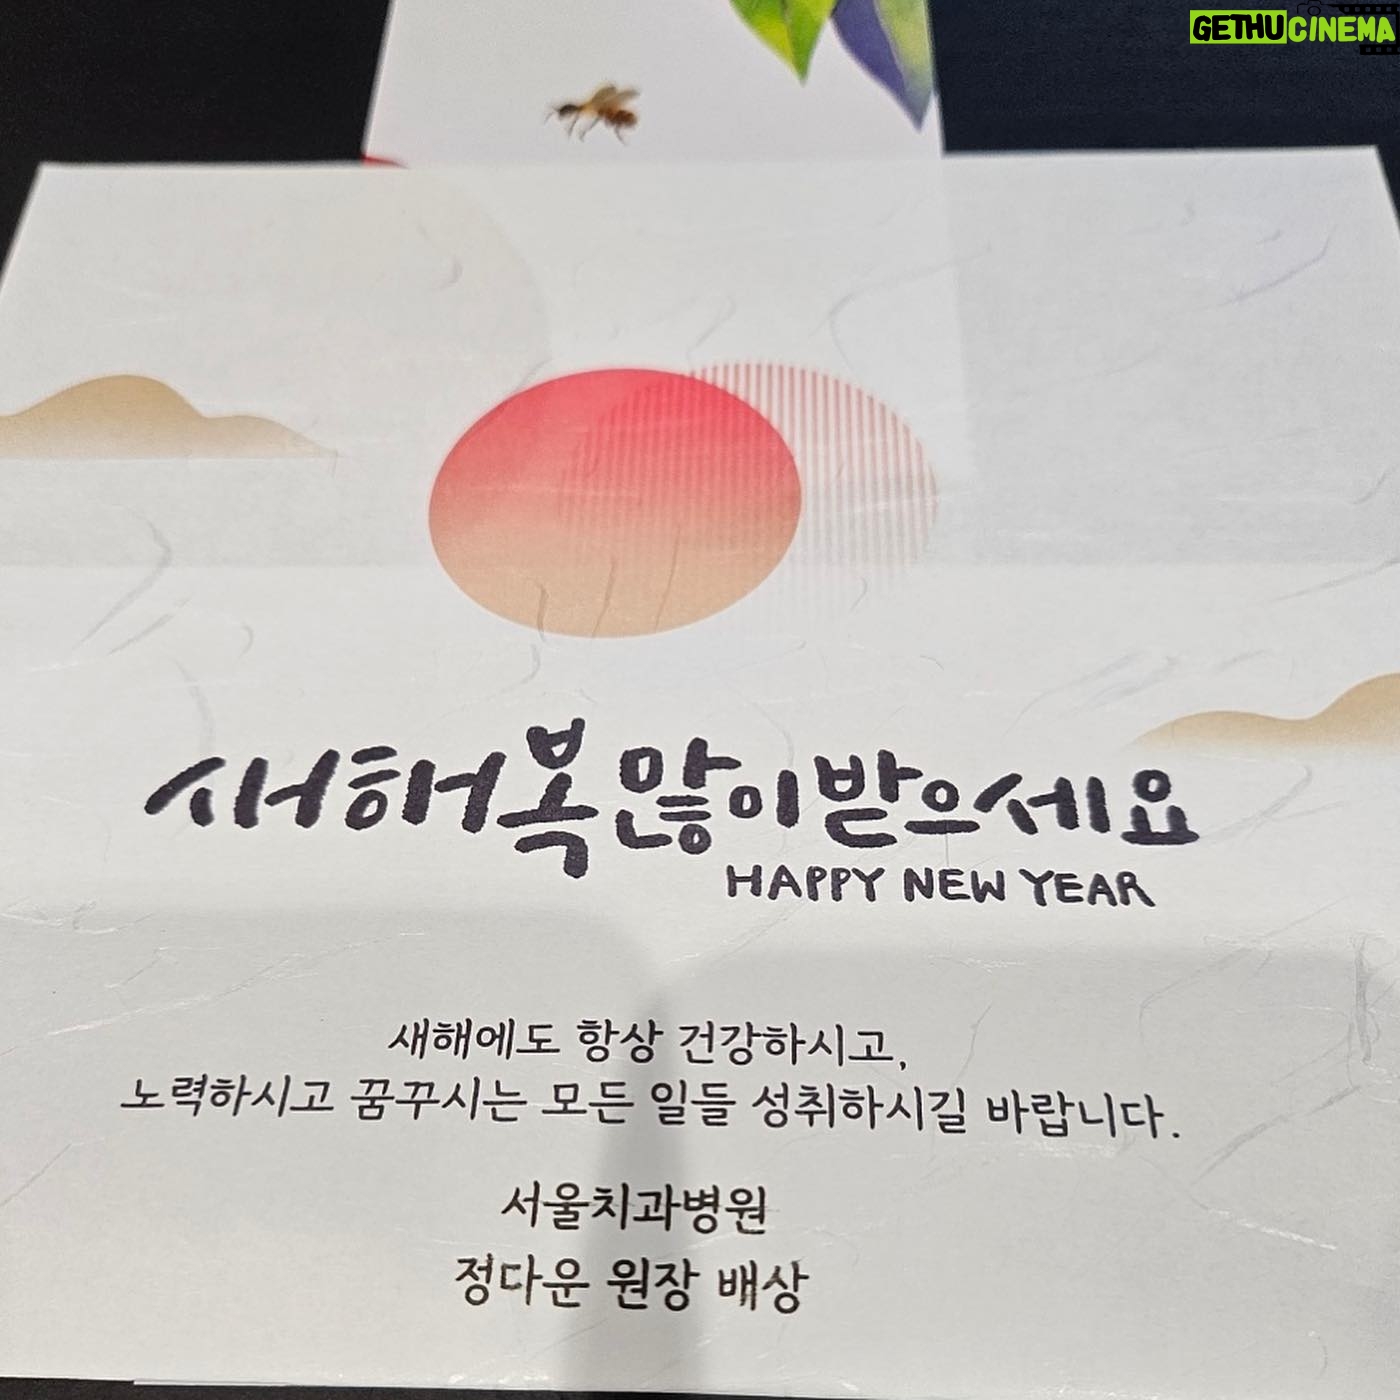 GETHUCINEMA
새해복많이받으세요
HAPPY NEW YEAR
새해에도 항상 건강하시고,
노력하시고 꿈꾸시는 모든 일들 성취하시길 바랍니다.
서울치과병원
정다운 원장 배상